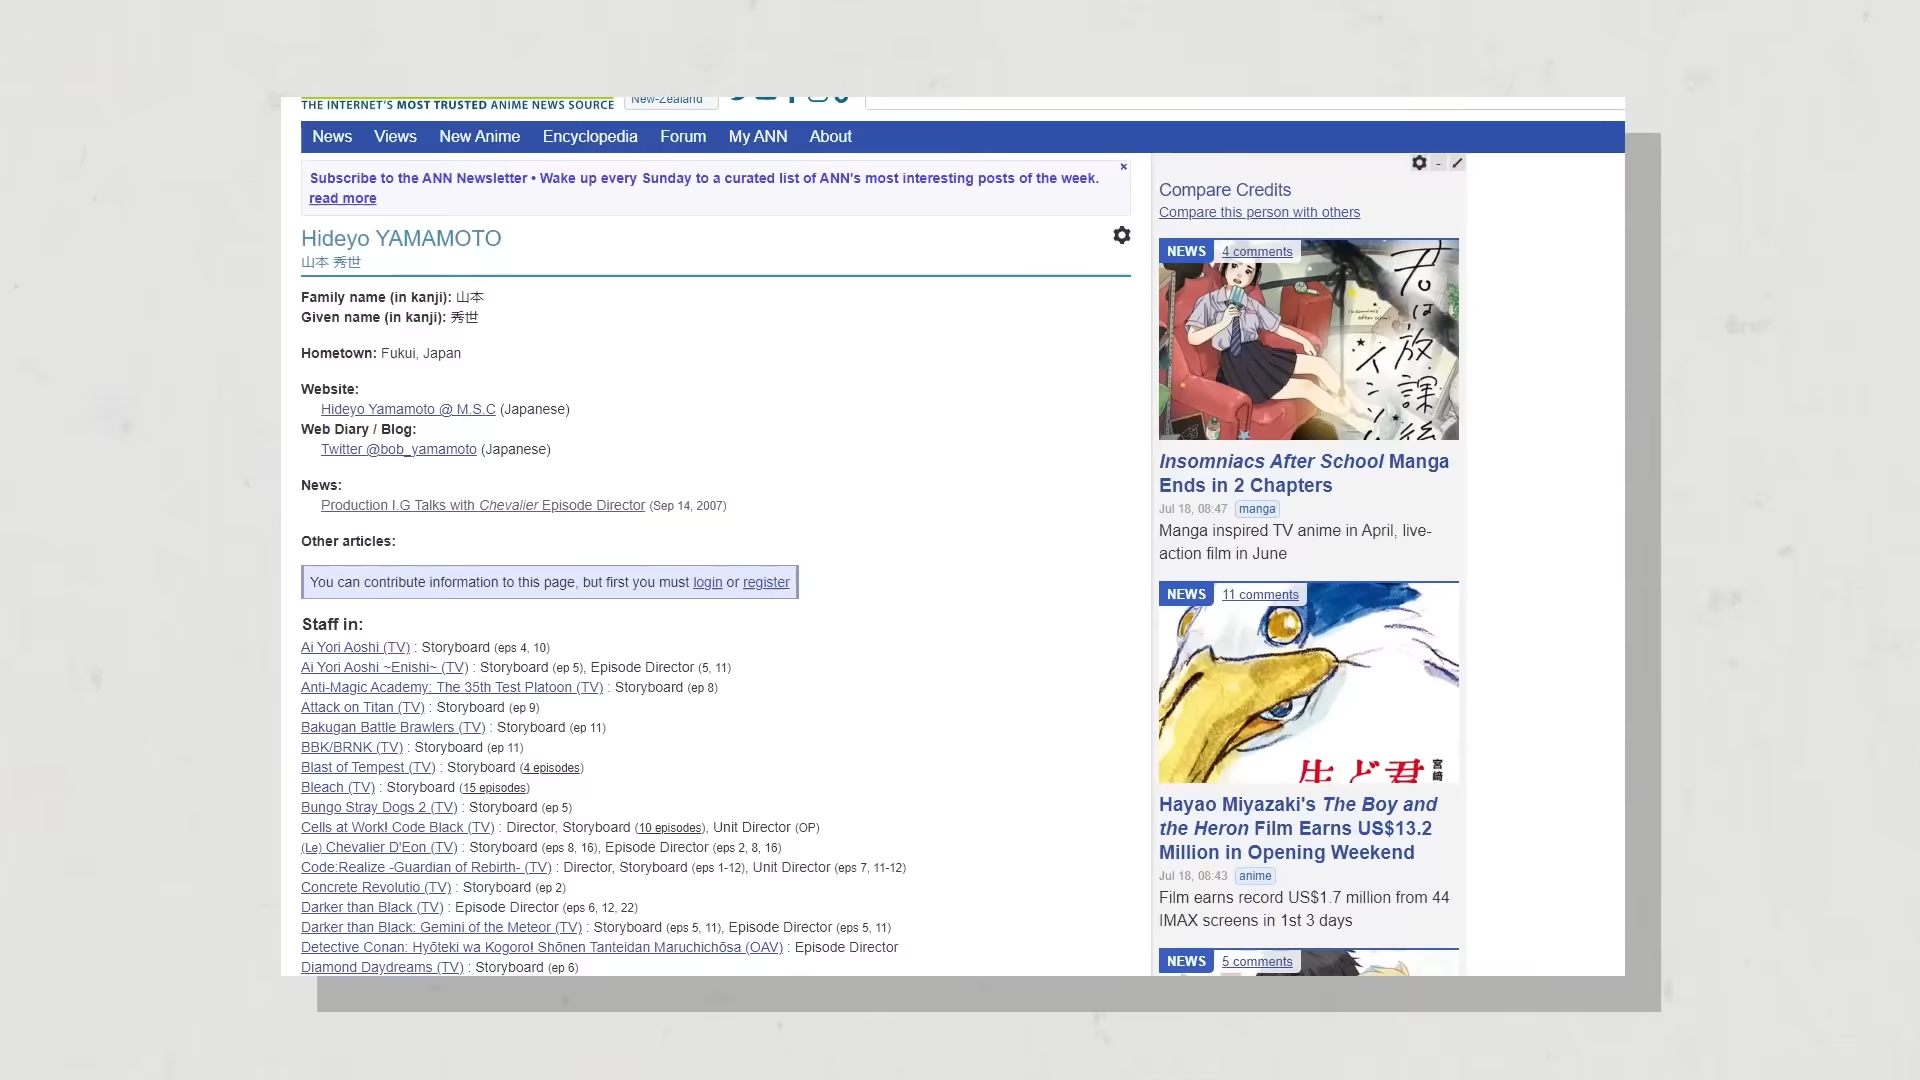 THE INTERNET'S MOST TRUSTED ANIME NEWS SOURCE
New-Zealand
News Views New Anime Encyclopedia Forum My ANN About
Subscribe to the ANN Newsletter • Wake up every Sunday to a curated list of ANN's most interesting posts of the week.
read more
Hideyo YAMAMOTO
山本 秀世
Family name (in kanji): 山本
Given name (in kanji): 秀世
Hometown: Fukui, Japan
Website:
Hideyo Yamamoto @ M.S.C (Japanese)
Web Diary / Blog:
Twitter @bob_yamamoto (Japanese)
News:
Production I.G Talks with Chevalier Episode Director (Sep 14, 2007)
Other articles:
You can contribute information to this page, but first you must login or register
Staff in:
Ai Yori Aoshi (TV) : Storyboard (eps 4, 10)
Ai Yori Aoshi ~Enishi~ (TV) : Storyboard (ep 5), Episode Director (5, 11)
Anti-Magic Academy: The 35th Test Platoon (TV) : Storyboard (ep 8)
Attack on Titan (TV) : Storyboard (ep 9)
Bakugan Battle Brawlers (TV) : Storyboard (ep 11)
BBK/BRNK (TV) : Storyboard (ep 11)
Blast of Tempest (TV) : Storyboard (4 episodes)
Bleach (TV) : Storyboard (15 episodes)
Bungo Stray Dogs 2 (TV) : Storyboard (ep 5)
Cells at Work! Code Black (TV) : Director, Storyboard (10 episodes), Unit Director (OP)
(Le) Chevalier D'Eon (TV) : Storyboard (eps 8, 16), Episode Director (eps 2, 8, 16)
Code:Realize -Guardian of Rebirth- (TV) : Director, Storyboard (eps 1-12), Unit Director (eps 7, 11-12)
Concrete Revolutio (TV) : Storyboard (ep 2)
Darker than Black (TV) : Episode Director (eps 6, 12, 22)
Darker than Black: Gemini of the Meteor (TV) : Storyboard (eps 5, 11), Episode Director (eps 5, 11)
Detective Conan: Hyōteki wa Kogoro! Shōnen Tanteidan Maruchichōsa (OAV) : Episode Director
Diamond Daydreams (TV) : Storyboard (ep 6)
Compare Credits
Compare this person with others
NEWS 4 comments
君は放課後
Insomniacs After School Manga
Ends in 2 Chapters
Jul 18, 08:47 manga
Manga inspired TV anime in April, live-
action film in June
NEWS 11 comments
Hayao Miyazaki's The Boy and
the Heron Film Earns US$13.2
Million in Opening Weekend
Jul 18, 08:43 anime
Film earns record US$1.7 million from 44
IMAX screens in 1st 3 days
NEWS 5 comments